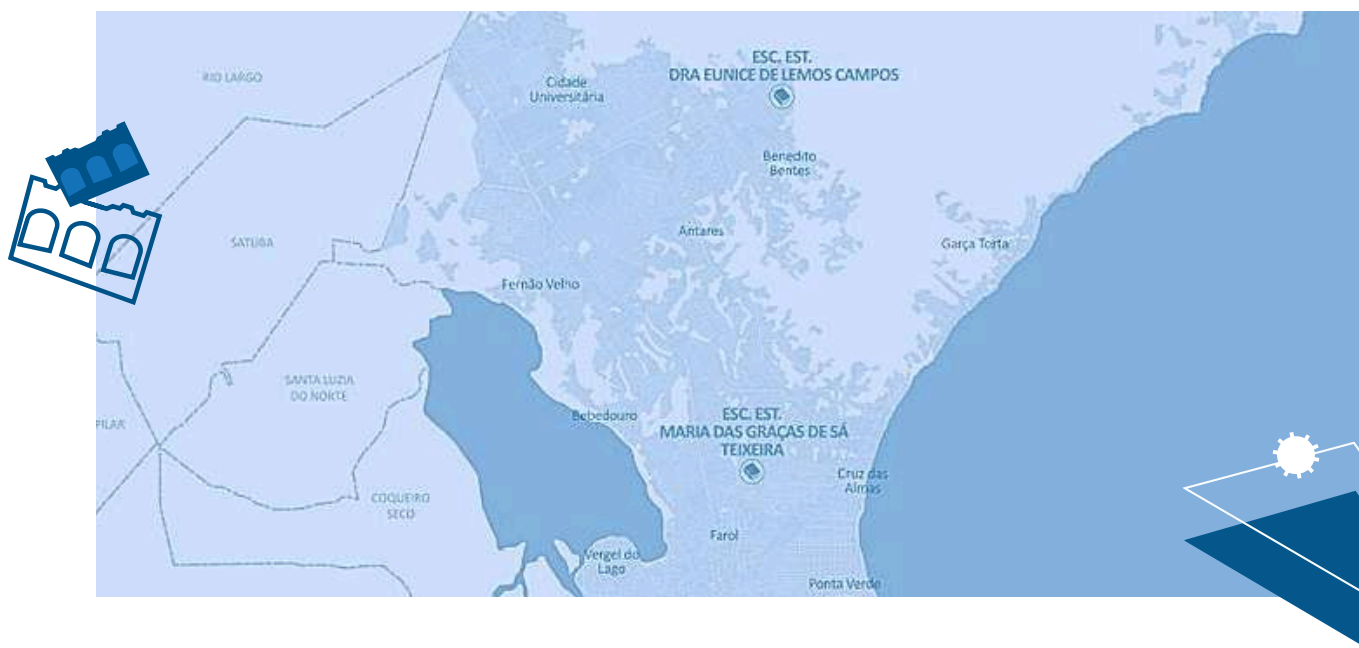 ESC. EST.
DRA EUNICE DE LEMOS CAMPOS
RIO LARGO
Cidade
Universitária
Benedito
Bentes
Antares
SATUBA
Garça Torta
Fernão Velho
SANTA LUZIA
DO NORTE
Bebedouro
ESC. EST.
MARIA DAS GRAÇAS DE SÁ
TEIXEIRA
PILAR
Cruz das
Almas
COQUEIRO
SECO
Farol
Vergel do
Lago
Ponta Verde